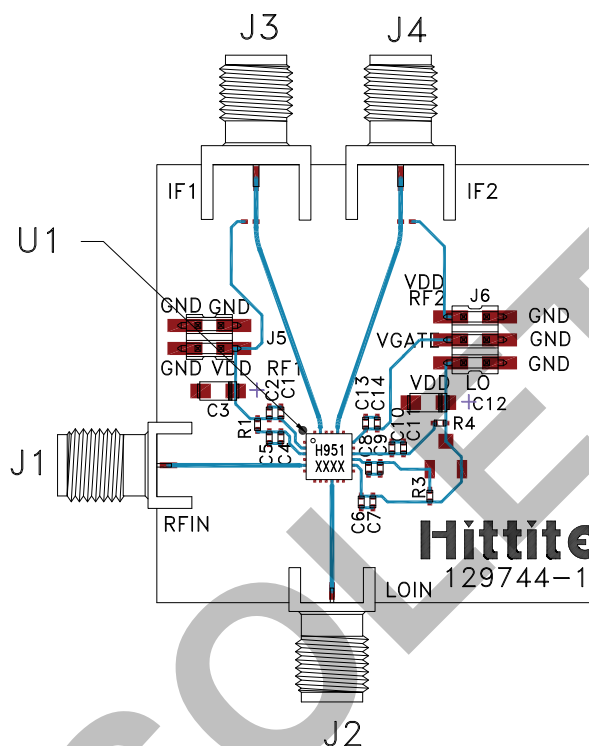 J3 J4
IF1 IF2
U1
VDD
RF2
J6
GND GND
GND
VGATE
GND
J5
GND VDD RF1
GND
VDD LO
C3
C2
C1
C13
C14
C12
R1
C10
C11
R4
C5
C4
H951
XXXX
C8
C9
J1
R3
C6
C7
RFIN
Hittite
129744-1
LOIN
J2